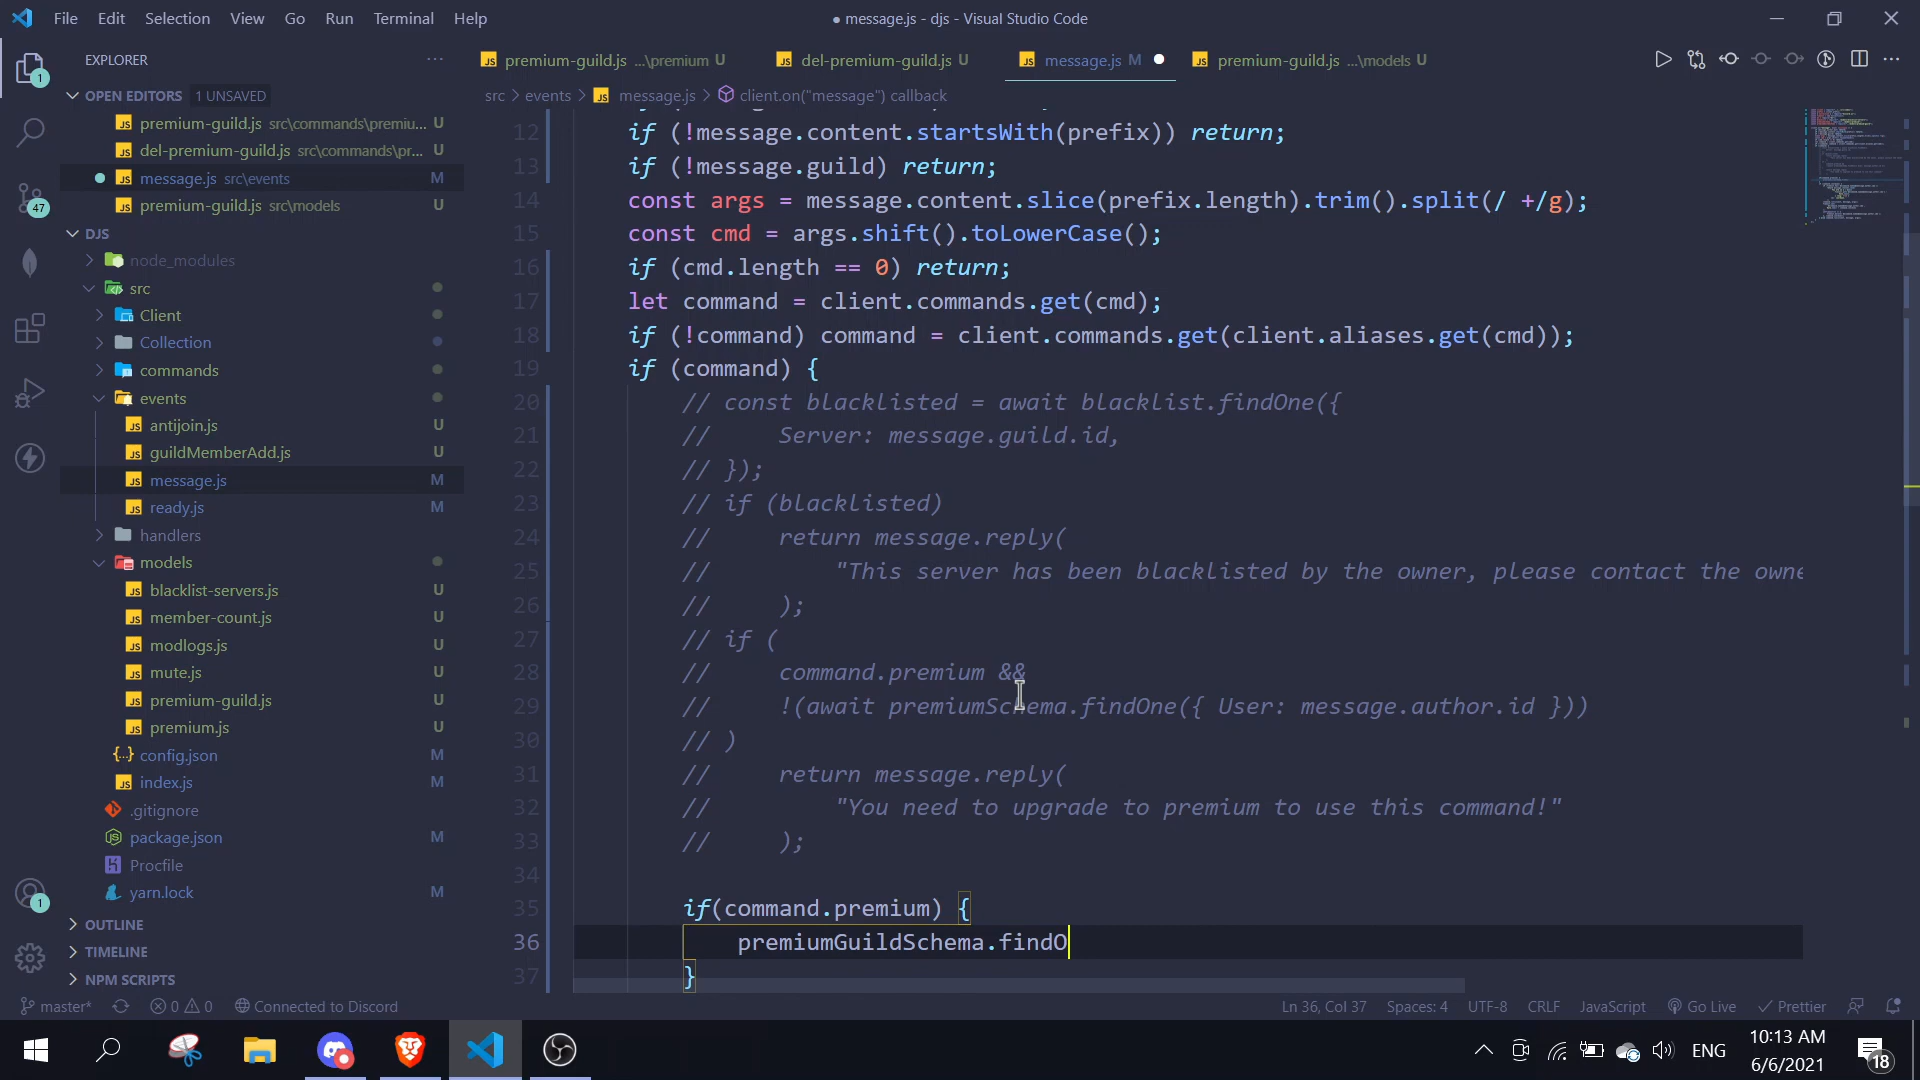 File Edit Selection View Go Run Terminal Help
● message.js - djs - Visual Studio Code
EXPLORER
premium-guild.js ...\premium U
del-premium-guild.js U
message.js M
premium-guild.js ...\models U
OPEN EDITORS 1 UNSAVED
src > events > message.js > client.on("message") callback
premium-guild.js src\commands\premiu... U
del-premium-guild.js src\commands\pr... U
message.js src\events M
premium-guild.js src\models U
DJS
node_modules
src
Client
Collection
commands
events
antijoin.js U
guildMemberAdd.js U
message.js M
ready.js M
handlers
models
blacklist-servers.js U
member-count.js U
modlogs.js U
mute.js U
premium-guild.js U
premium.js U
config.json M
index.js M
.gitignore
package.json M
Procfile
yarn.lock M
OUTLINE
TIMELINE
NPM SCRIPTS
1
47
1
12 if (!message.content.startsWith(prefix)) return;
13 if (!message.guild) return;
14 const args = message.content.slice(prefix.length).trim().split(/ +/g);
15 const cmd = args.shift().toLowerCase();
16 if (cmd.length == 0) return;
17 let command = client.commands.get(cmd);
18 if (!command) command = client.commands.get(client.aliases.get(cmd));
19 if (command) {
20 // const blacklisted = await blacklist.findOne({
21 // Server: message.guild.id,
22 // });
23 // if (blacklisted)
24 // return message.reply(
25 // "This server has been blacklisted by the owner, please contact the owne
26 // );
27 // if (
28 // command.premium &&
29 // !(await premiumSchema.findOne({ User: message.author.id }))
30 // )
31 // return message.reply(
32 // "You need to upgrade to premium to use this command!"
33 // );
34
35 if(command.premium) {
36 premiumGuildSchema.findO
37 }
master* 0 0 Connected to Discord
Ln 36, Col 37 Spaces: 4 UTF-8 CRLF JavaScript Go Live Prettier
ENG
10:13 AM
6/6/2021
18